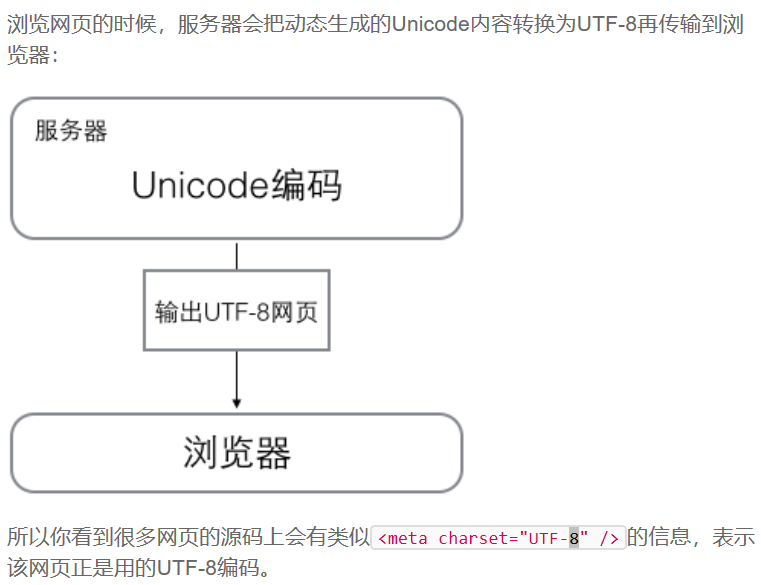 浏览网页的时候，服务器会把动态生成的Unicode内容转换为UTF-8再传输到浏
览器：
服务器
Unicode编码
输出UTF-8网页
浏览器
所以你看到很多网页的源码上会有类似<meta charset="UTF-8" />的信息，表示
该网页正是用的UTF-8编码。